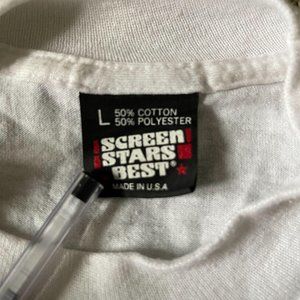 L 50% COTTON
50% POLYESTER
SCREEN
STARS
BEST®
MADE IN U.S.A